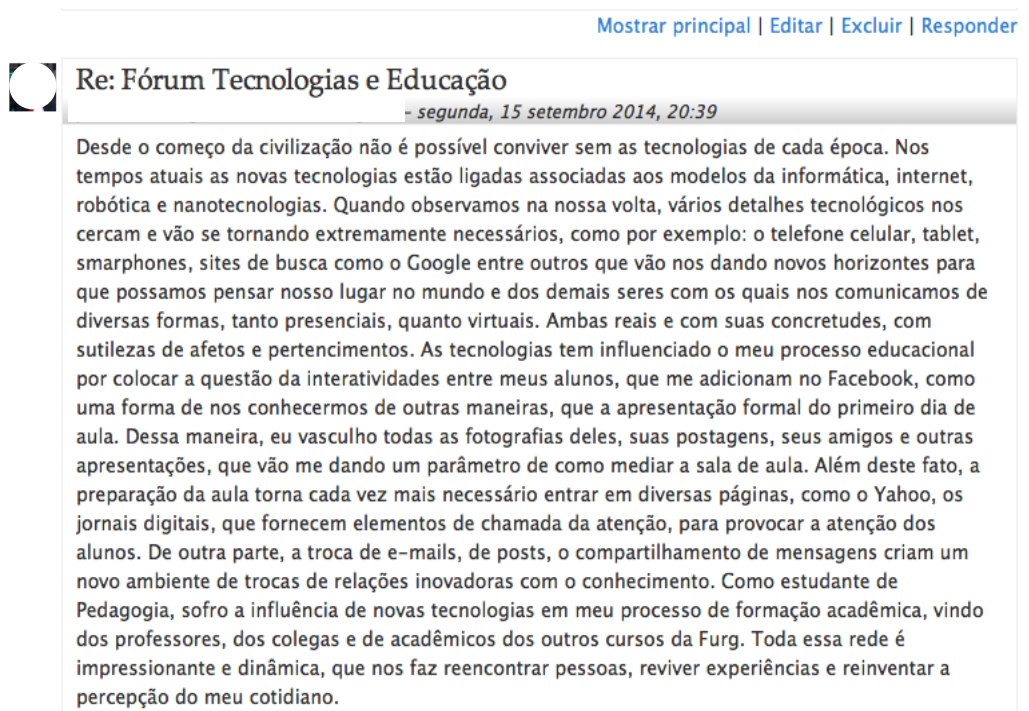 Mostrar principal | Editar | Excluir | Responder
Re: Fórum Tecnologias e Educação
- segunda, 15 setembro 2014, 20:39
Desde o começo da civilização não é possível conviver sem as tecnologias de cada época. Nos
tempos atuais as novas tecnologias estão ligadas associadas aos modelos da informática, internet,
robótica e nanotecnologias. Quando observamos na nossa volta, vários detalhes tecnológicos nos
cercam e vão se tornando extremamente necessários, como por exemplo: o telefone celular, tablet,
smarphones, sites de busca como o Google entre outros que vão nos dando novos horizontes para
que possamos pensar nosso lugar no mundo e dos demais seres com os quais nos comunicamos de
diversas formas, tanto presenciais, quanto virtuais. Ambas reais e com suas concretudes, com
sutilezas de afetos e pertencimentos. As tecnologias tem influenciado o meu processo educacional
por colocar a questão da interatividades entre meus alunos, que me adicionam no Facebook, como
uma forma de nos conhecermos de outras maneiras, que a apresentação formal do primeiro dia de
aula. Dessa maneira, eu vasculho todas as fotografias deles, suas postagens, seus amigos e outras
apresentações, que vão me dando um parâmetro de como mediar a sala de aula. Além deste fato, a
preparação da aula torna cada vez mais necessário entrar em diversas páginas, como o Yahoo, os
jornais digitais, que fornecem elementos de chamada da atenção, para provocar a atenção dos
alunos. De outra parte, a troca de e-mails, de posts, o compartilhamento de mensagens criam um
novo ambiente de trocas de relações inovadoras com o conhecimento. Como estudante de
Pedagogia, sofro a influência de novas tecnologias em meu processo de formação acadêmica, vindo
dos professores, dos colegas e de acadêmicos dos outros cursos da Furg. Toda essa rede é
impressionante e dinâmica, que nos faz reencontrar pessoas, reviver experiências e reinventar a
percepção do meu cotidiano.